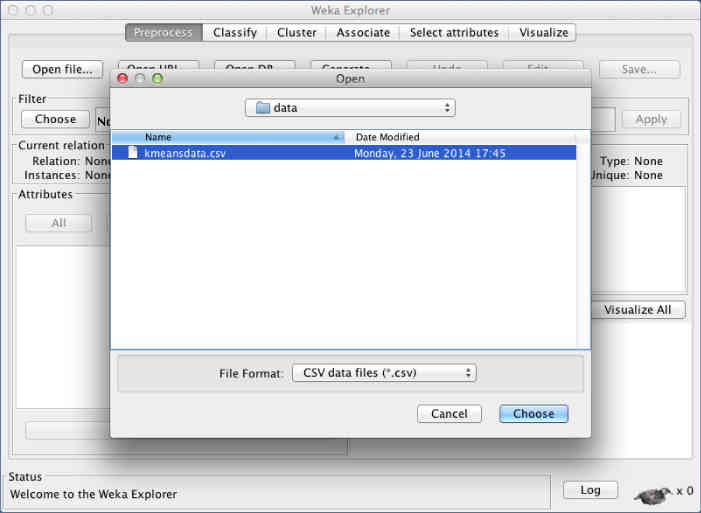 Weka Explorer
Preprocess Classify Cluster Associate Select attributes Visualize
Open file... Open URL... Open DB... Generate... Undo Edit... Save...
Open
Filter
Choose Apply
data
Name Date Modified
kmeansdata.csv Monday, 23 June 2014 17:45
Current relation
Relation: None Type: None
Instances: None Unique: None
Attributes
All
Visualize All
File Format: CSV data files (*.csv)
Cancel Choose
Status
Welcome to the Weka Explorer
Log x 0